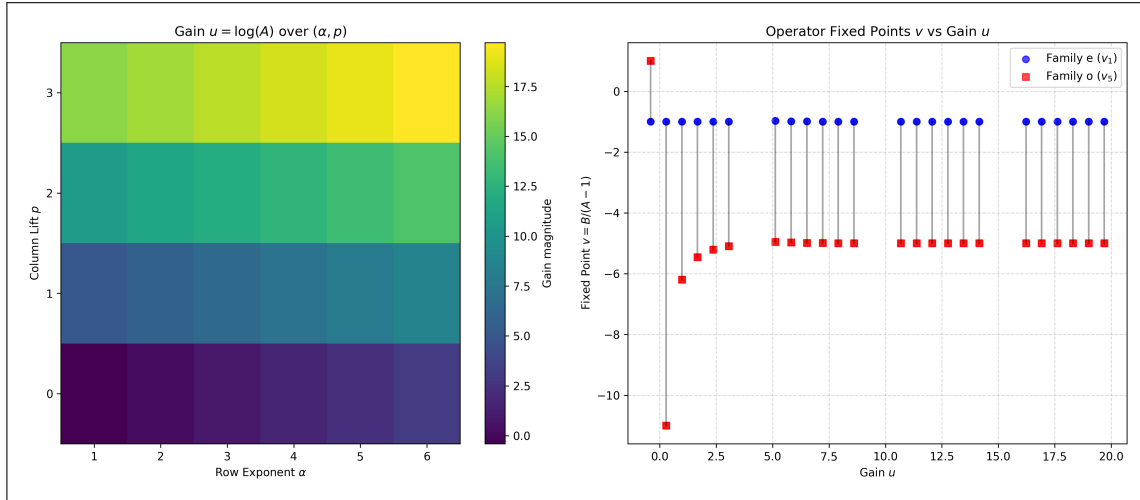 Gain u = log(A) over (α, p)
3
2
1
0
Column Lift p
1 2 3 4 5 6
Row Exponent α
17.5
15.0
12.5
10.0
7.5
5.0
2.5
0.0
Gain magnitude
Operator Fixed Points v vs Gain u
Family e (v₁)
Family o (v₅)
0
−2
−4
−6
−8
−10
Fixed Point v = B/(A − 1)
0.0 2.5 5.0 7.5 10.0 12.5 15.0 17.5 20.0
Gain u